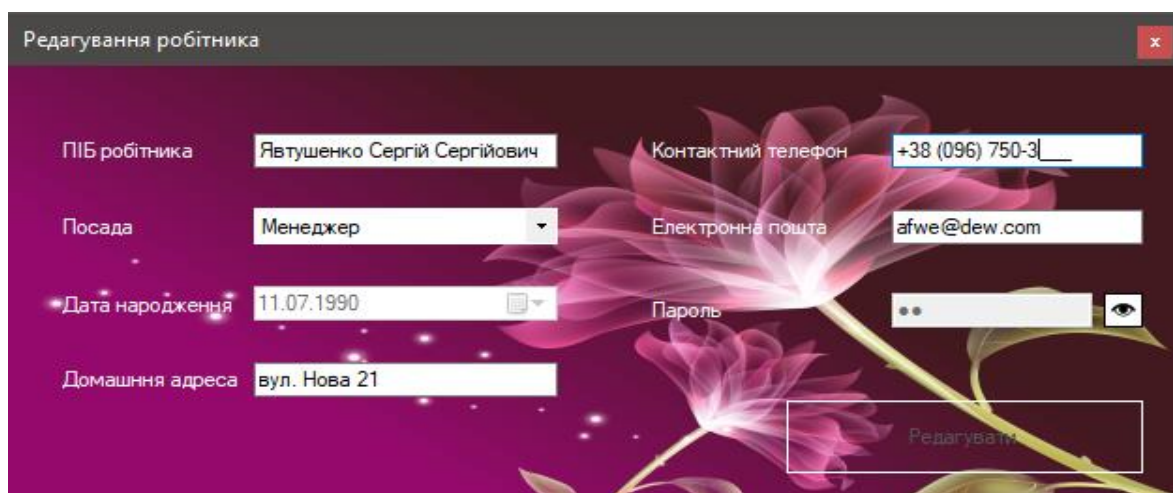 Редагування робітника
x
ПІБ робітника
Явтушенко Сергій Сергійович
Контактний телефон
+38 (096) 750-3___
Посада
Менеджер
Електронна пошта
afwe@dew.com
Дата народження
11.07.1990
Пароль
●●
Домашня адреса
вул. Нова 21
Редагувати